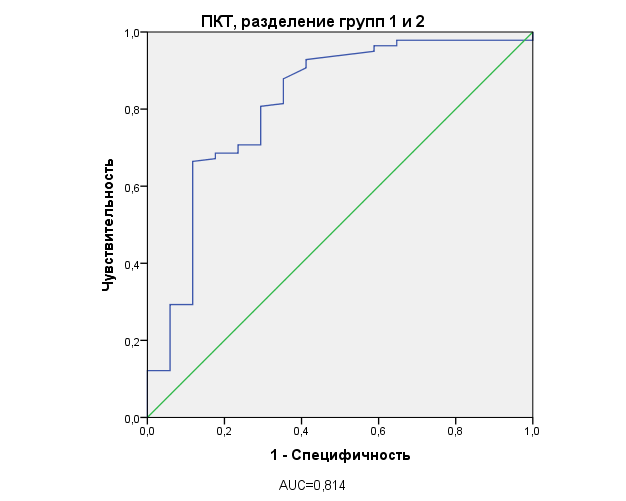 ПКТ, разделение групп 1 и 2
1,0
0,8
0,6
0,4
0,2
0,0
Чувствительность
0,0 0,2 0,4 0,6 0,8 1,0
1 - Специфичность
AUC=0,814